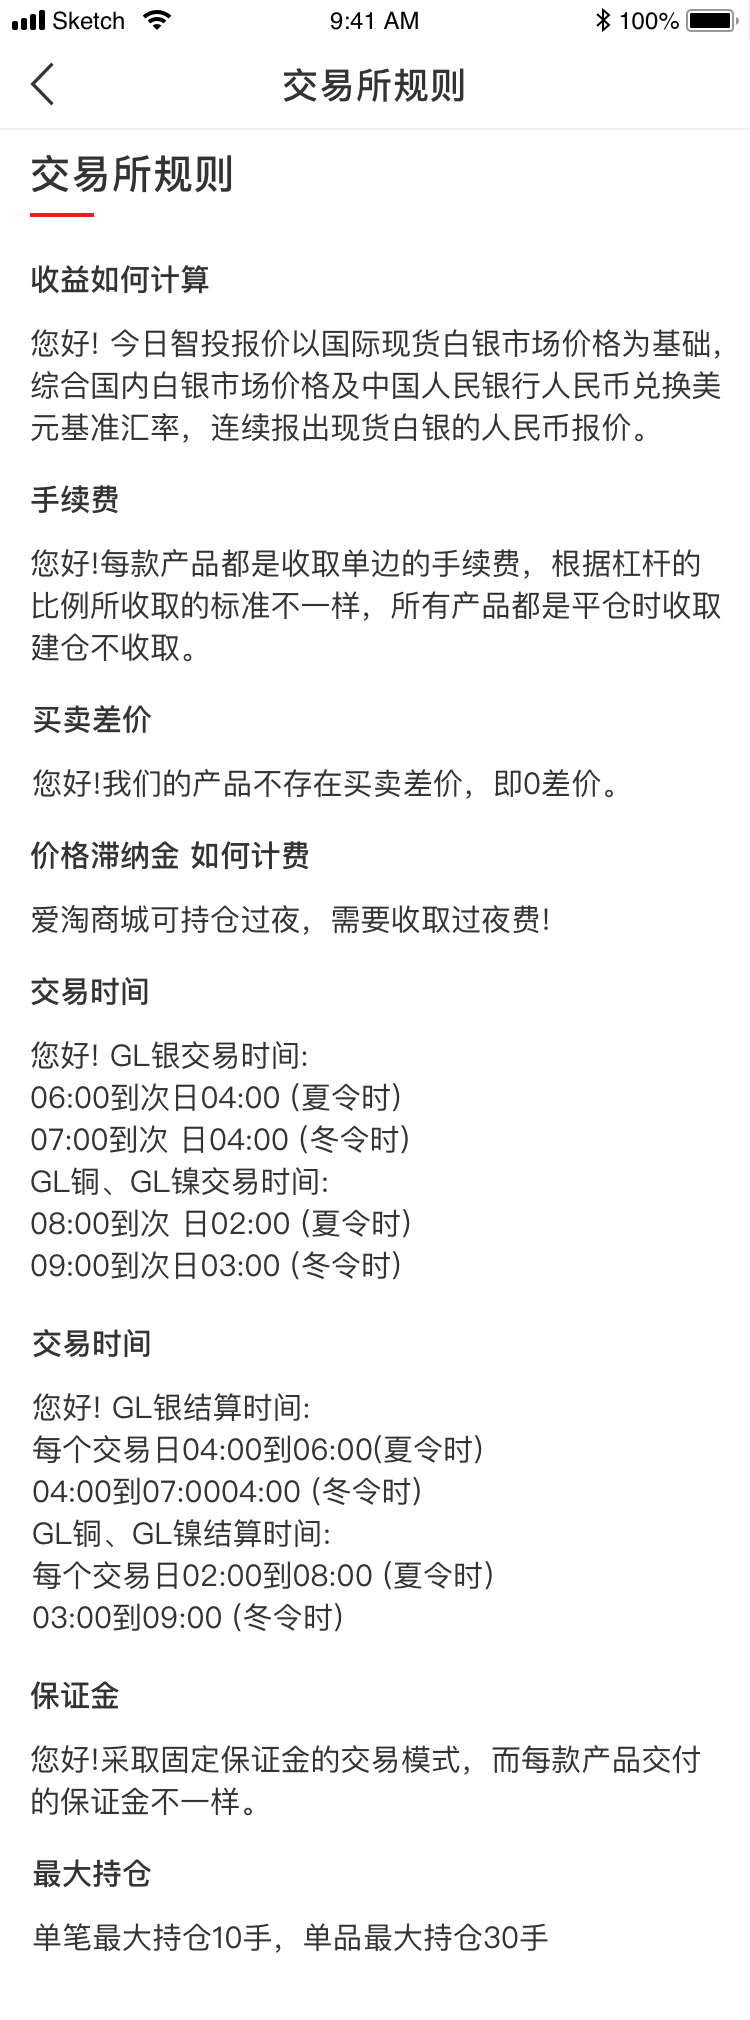 Sketch 9:41 AM 100%
交易所规则
交易所规则
收益如何计算
您好! 今日智投报价以国际现货白银市场价格为基础,
综合国内白银市场价格及中国人民银行人民币兑换美
元基准汇率，连续报出现货白银的人民币报价。
手续费
您好!每款产品都是收取单边的手续费，根据杠杆的
比例所收取的标准不一样，所有产品都是平仓时收取
建仓不收取。
买卖差价
您好!我们的产品不存在买卖差价，即0差价。
价格滞纳金 如何计费
爱淘商城可持仓过夜，需要收取过夜费!
交易时间
您好! GL银交易时间:
06:00到次日04:00 (夏令时)
07:00到次 日04:00 (冬令时)
GL铜、GL镍交易时间:
08:00到次 日02:00 (夏令时)
09:00到次日03:00 (冬令时)
交易时间
您好! GL银结算时间:
每个交易日04:00到06:00(夏令时)
04:00到07:0004:00 (冬令时)
GL铜、GL镍结算时间:
每个交易日02:00到08:00 (夏令时)
03:00到09:00 (冬令时)
保证金
您好!采取固定保证金的交易模式，而每款产品交付
的保证金不一样。
最大持仓
单笔最大持仓10手，单品最大持仓30手